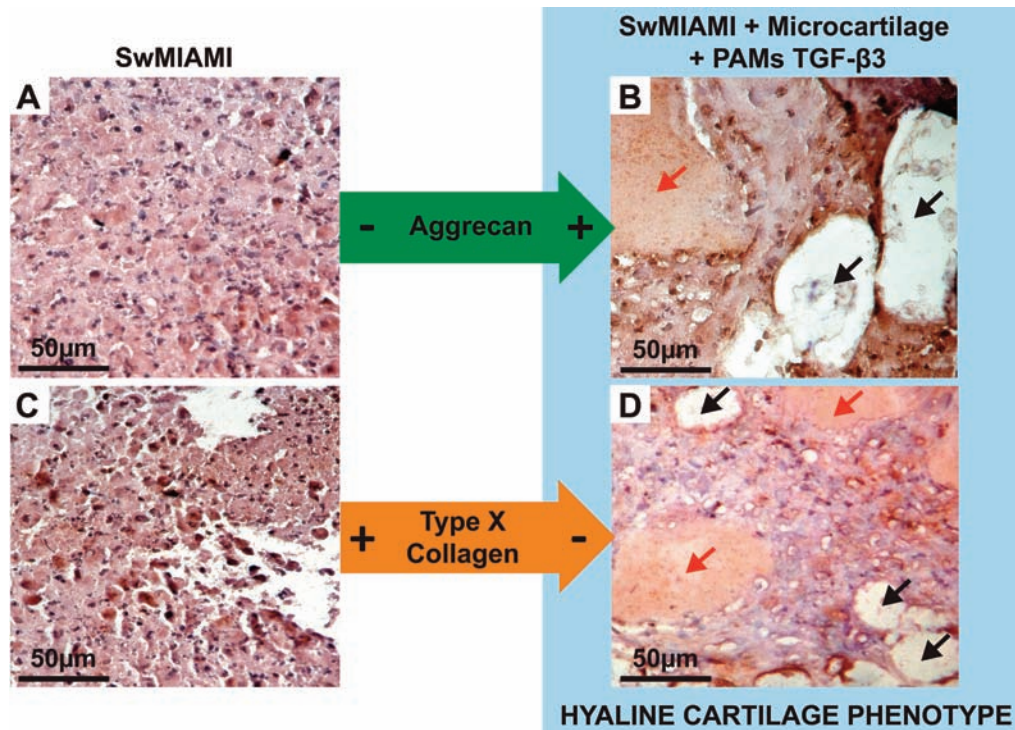 SwMIAMI
SwMIAMI + Microcartilage
+ PAMs TGF-β3
A
B
- Aggrecan +
50µm
50µm
C
D
+ Type X
Collagen -
50µm
50µm
HYALINE CARTILAGE PHENOTYPE